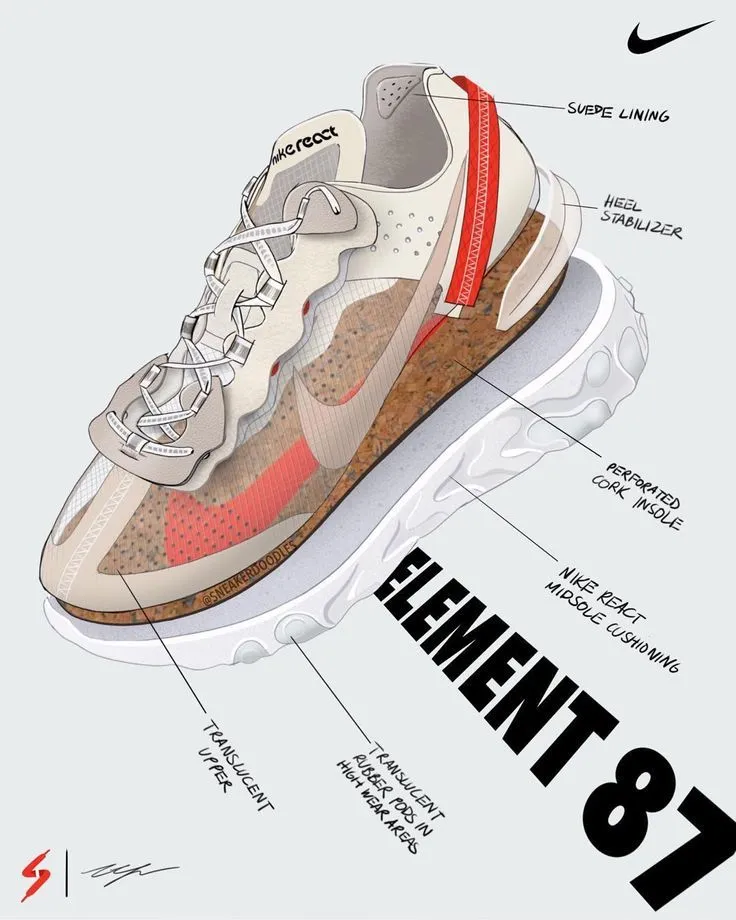 nike react
SUEDE LINING
HEEL
STABILIZER
PERFORATED
CORK INSOLE
NIKE REACT
MIDSOLE CUSHIONING
@SNEAKERDOODLES
ELEMENT 87
TRANSLUCENT
UPPER
TRANSLUCENT
RUBBER PODS IN
HIGH WEAR AREAS